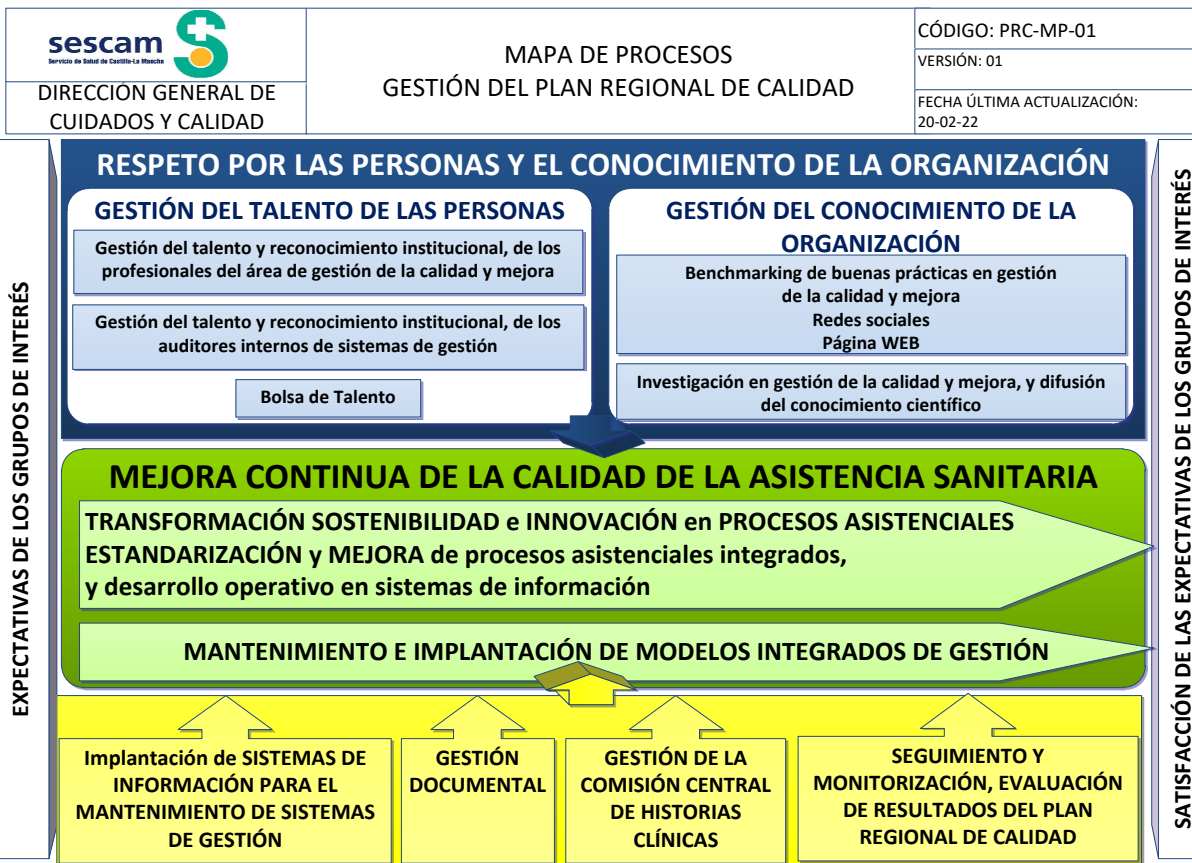 sescam
Servicio de Salud de Castilla-La Mancha
DIRECCIÓN GENERAL DE
CUIDADOS Y CALIDAD
MAPA DE PROCESOS
GESTIÓN DEL PLAN REGIONAL DE CALIDAD
CÓDIGO: PRC-MP-01
VERSIÓN: 01
FECHA ÚLTIMA ACTUALIZACIÓN:
20-02-22
EXPECTATIVAS DE LOS GRUPOS DE INTERÉS
RESPETO POR LAS PERSONAS Y EL CONOCIMIENTO DE LA ORGANIZACIÓN
GESTIÓN DEL TALENTO DE LAS PERSONAS
Gestión del talento y reconocimiento institucional, de los
profesionales del área de gestión de la calidad y mejora
Gestión del talento y reconocimiento institucional, de los
auditores internos de sistemas de gestión
Bolsa de Talento
GESTIÓN DEL CONOCIMIENTO DE LA
ORGANIZACIÓN
Benchmarking de buenas prácticas en gestión
de la calidad y mejora
Redes sociales
Página WEB
Investigación en gestión de la calidad y mejora, y difusión
del conocimiento científico
MEJORA CONTINUA DE LA CALIDAD DE LA ASISTENCIA SANITARIA
TRANSFORMACIÓN SOSTENIBILIDAD e INNOVACIÓN en PROCESOS ASISTENCIALES
ESTANDARIZACIÓN y MEJORA de procesos asistenciales integrados,
y desarrollo operativo en sistemas de información
MANTENIMIENTO E IMPLANTACIÓN DE MODELOS INTEGRADOS DE GESTIÓN
Implantación de SISTEMAS DE
INFORMACIÓN PARA EL
MANTENIMIENTO DE SISTEMAS
DE GESTIÓN
GESTIÓN
DOCUMENTAL
GESTIÓN DE LA
COMISIÓN CENTRAL
DE HISTORIAS
CLÍNICAS
SEGUIMIENTO Y
MONITORIZACIÓN, EVALUACIÓN
DE RESULTADOS DEL PLAN
REGIONAL DE CALIDAD
SATISFACCIÓN DE LAS EXPECTATIVAS DE LOS GRUPOS DE INTERÉS